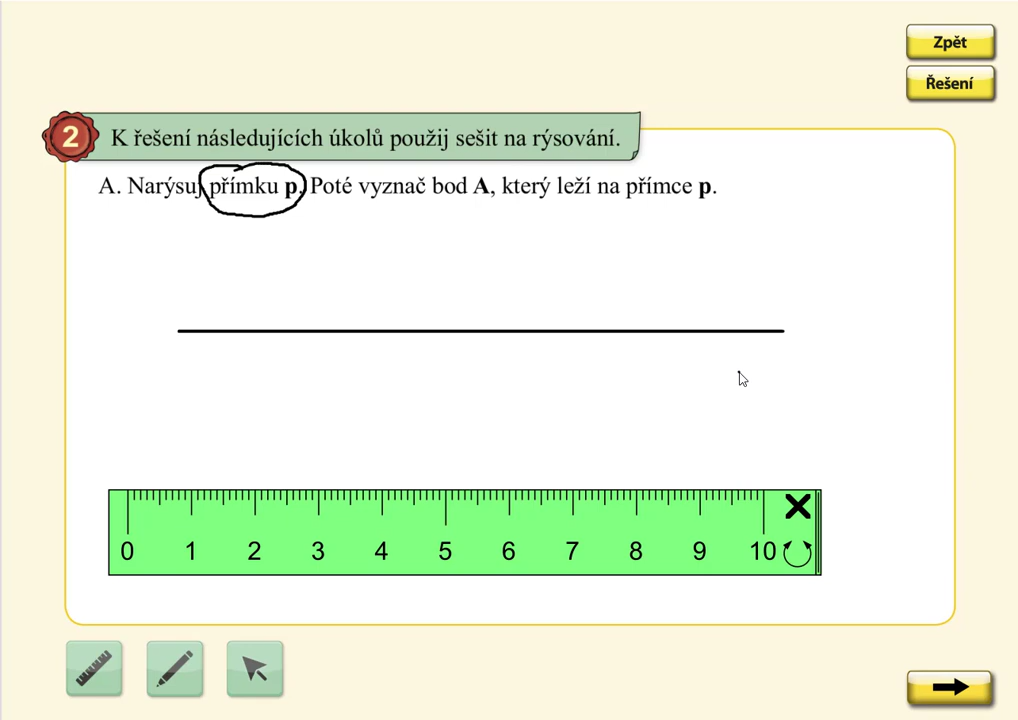 Zpět
Řešení
2 K řešení následujících úkolů použij sešit na rýsování.
A. Narýsuj přímku p. Poté vyznač bod A, který leží na přímce p.
0 1 2 3 4 5 6 7 8 9 10